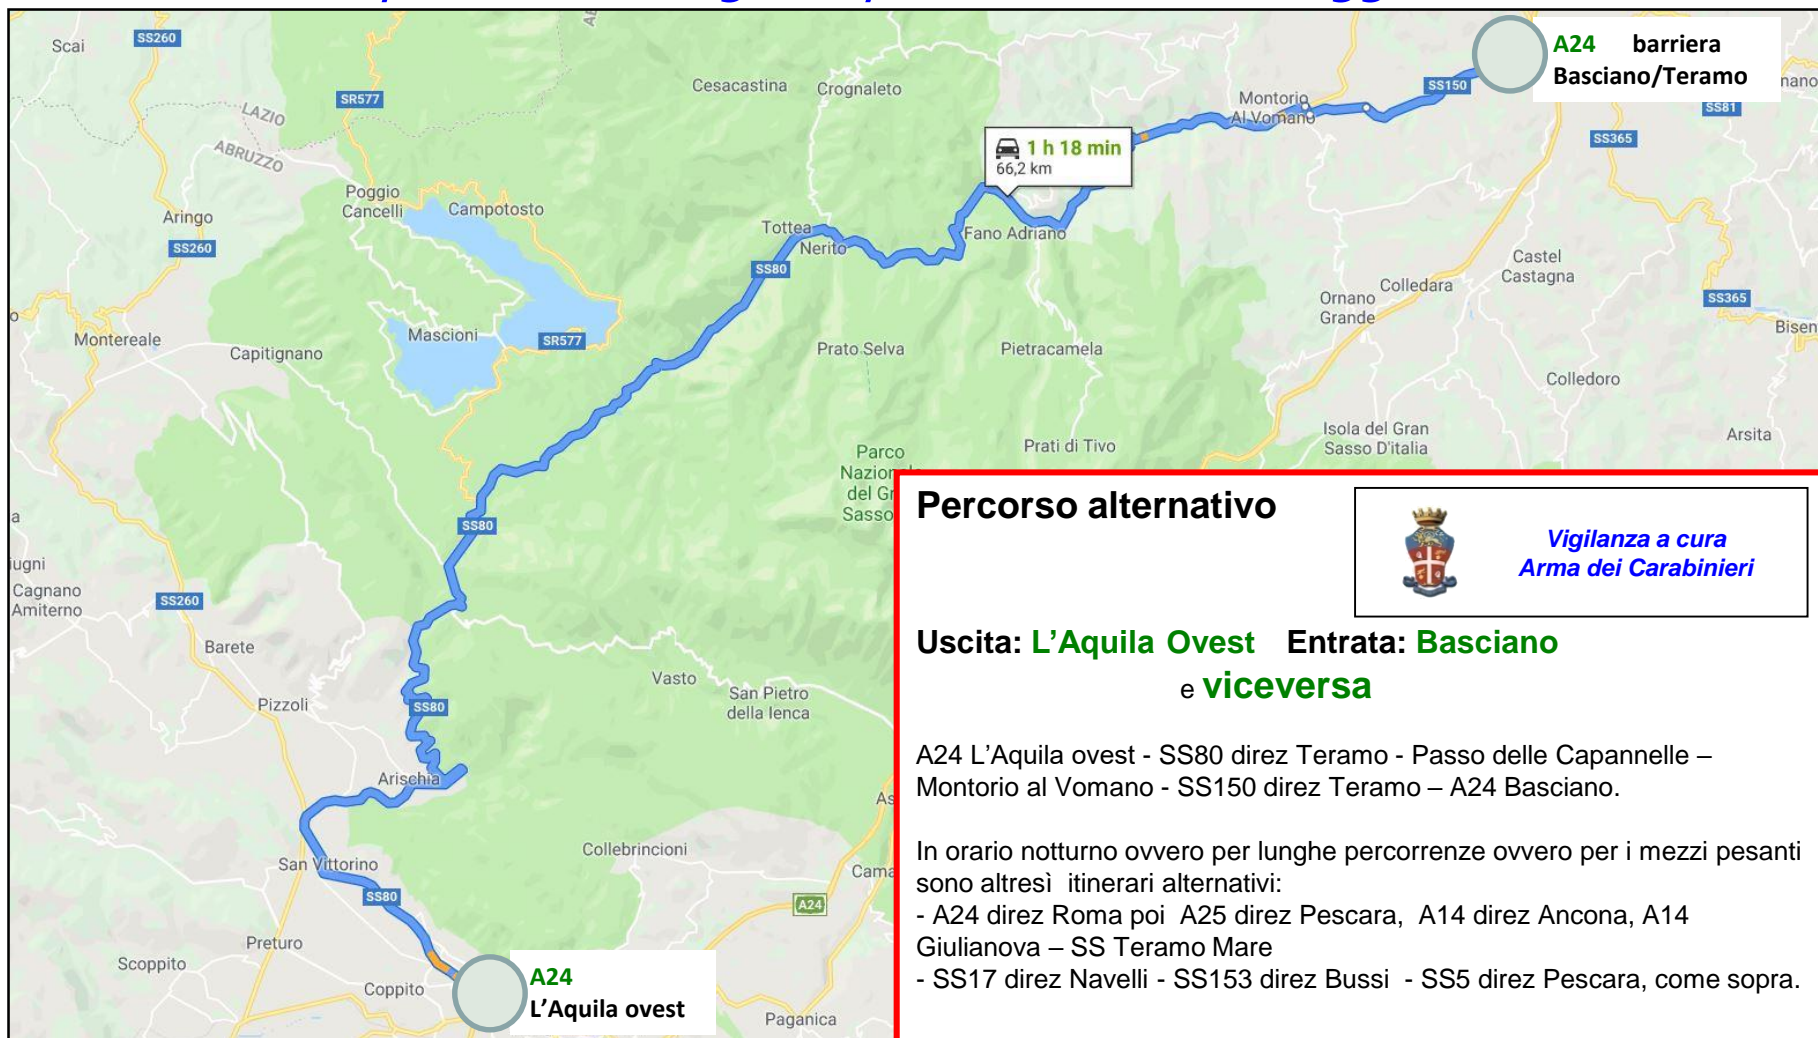 Scai
SS260
SR577
LAZIO
ABRUZZO
Cesacastina
Crognaleto
A24 barriera
Basciano/Teramo
SS150
SS81
Montorio
Al Vomano
SS365
1 h 18 min
66,2 km
Poggio
Cancelli
Campotosto
Aringo
SS260
Tottea
Nerito
Fano Adriano
SS80
Castel
Castagna
Colledara
Ornano
Grande
SS365
Montereale
Capitignano
Mascioni
SR577
Prato Selva
Pietracamela
Colledoro
Isola del Gran
Sasso D'italia
Arsita
Parco
Prati di Tivo
SS80
Cagnano
Amiterno
SS260
Barete
Pizzoli
SS80
Vasto
San Pietro
della Ienca
Arischia
San Vittorino
Collebrincioni
SS80
A24
Preturo
Scoppito
Coppito
Paganica
A24
L’Aquila ovest
Percorso alternativo
Vigilanza a cura
Arma dei Carabinieri
Uscita: L’Aquila Ovest Entrata: Basciano
e viceversa
A24 L’Aquila ovest - SS80 direz Teramo - Passo delle Capannelle –
Montorio al Vomano - SS150 direz Teramo – A24 Basciano.
In orario notturno ovvero per lunghe percorrenze ovvero per i mezzi pesanti
sono altresì itinerari alternativi:
- A24 direz Roma poi A25 direz Pescara, A14 direz Ancona, A14
Giulianova – SS Teramo Mare
- SS17 direz Navelli - SS153 direz Bussi - SS5 direz Pescara, come sopra.